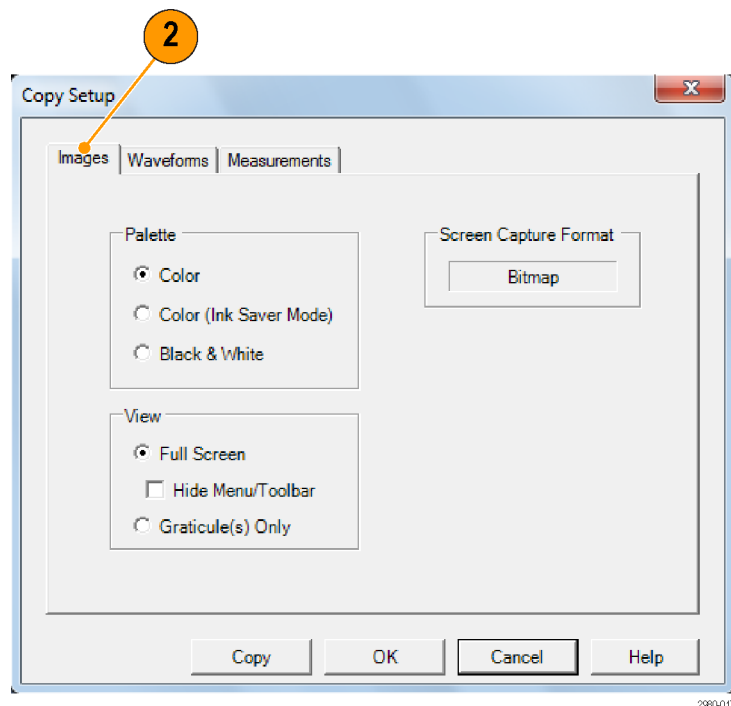 2
Copy Setup
Images Waveforms Measurements
Palette
Color
Color (Ink Saver Mode)
Black & White
Screen Capture Format
Bitmap
View
Full Screen
Hide Menu/Toolbar
Graticule(s) Only
Copy OK Cancel Help